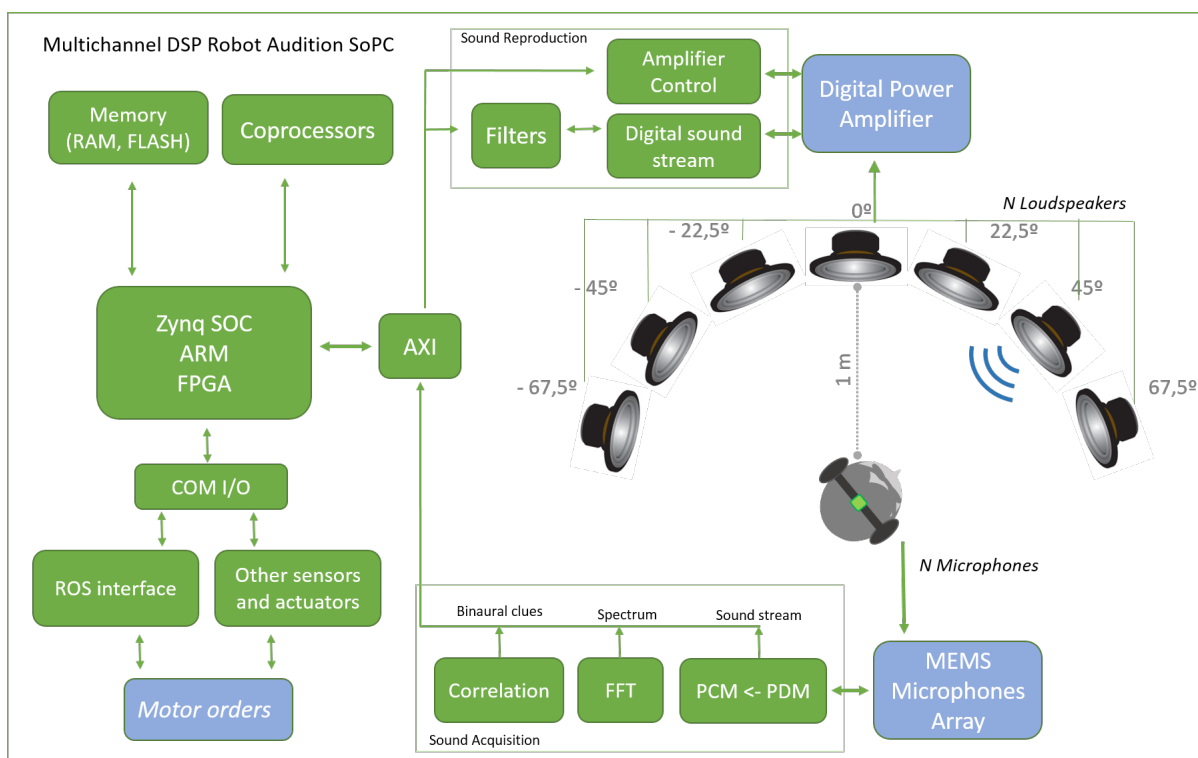 Multichannel DSP Robot Audition SoPC
Memory
(RAM, FLASH)
Coprocessors
Zynq SOC
ARM
FPGA
AXI
COM I/O
ROS interface
Other sensors
and actuators
Motor orders
Sound Reproduction
Amplifier
Control
Filters
Digital sound
stream
Digital Power
Amplifier
N Loudspeakers
0º
- 22,5º
22,5º
- 45º
45º
- 67,5º
67,5º
1 m
N Microphones
Binaural clues
Spectrum
Sound stream
Correlation
FFT
PCM <- PDM
Sound Acquisition
MEMS
Microphones
Array